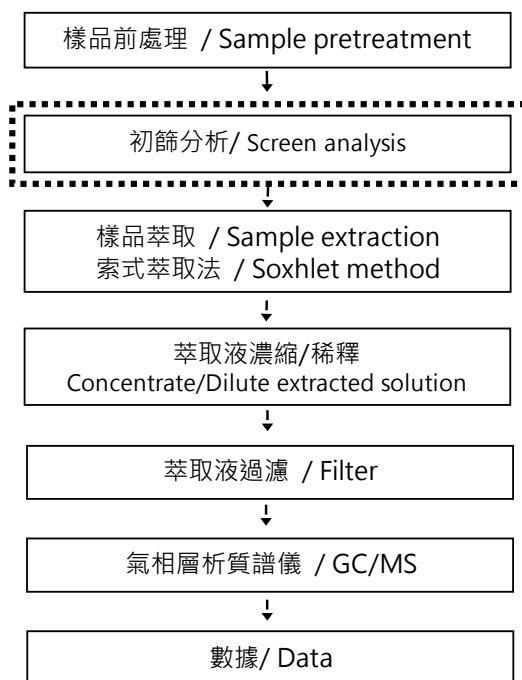 樣品前處理 / Sample pretreatment
初篩分析/ Screen analysis
樣品萃取 / Sample extraction
索式萃取法 / Soxhlet method
萃取液濃縮/稀釋
Concentrate/Dilute extracted solution
萃取液過濾 / Filter
氣相層析質譜儀 / GC/MS
數據/ Data